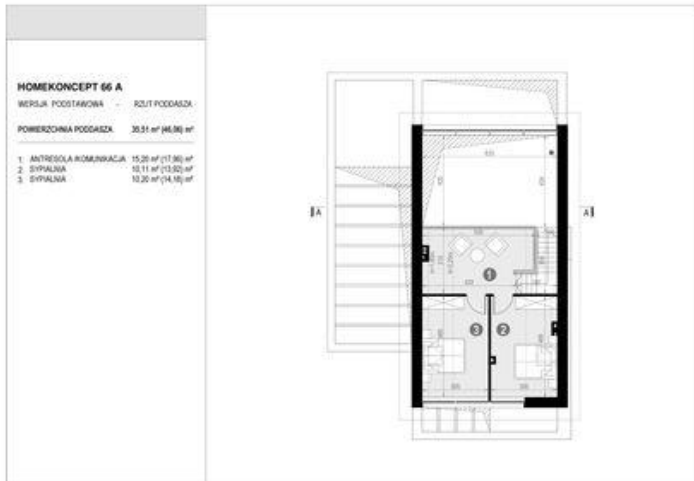 HOMEKONCEPT 66 A
WERSJA PODSTAWOWA - RZUT PODDASZA
POWIERZCHNIA PODDASZA 35,51 m² (46,06) m²
1. ANTRESOLA /KOMUNIKACJA 15,20 m² (17,96) m²
2. SYPIALNIA 10,11 m² (13,92) m²
3. SYPIALNIA 10,20 m² (14,18) m²
A A
1
3 2